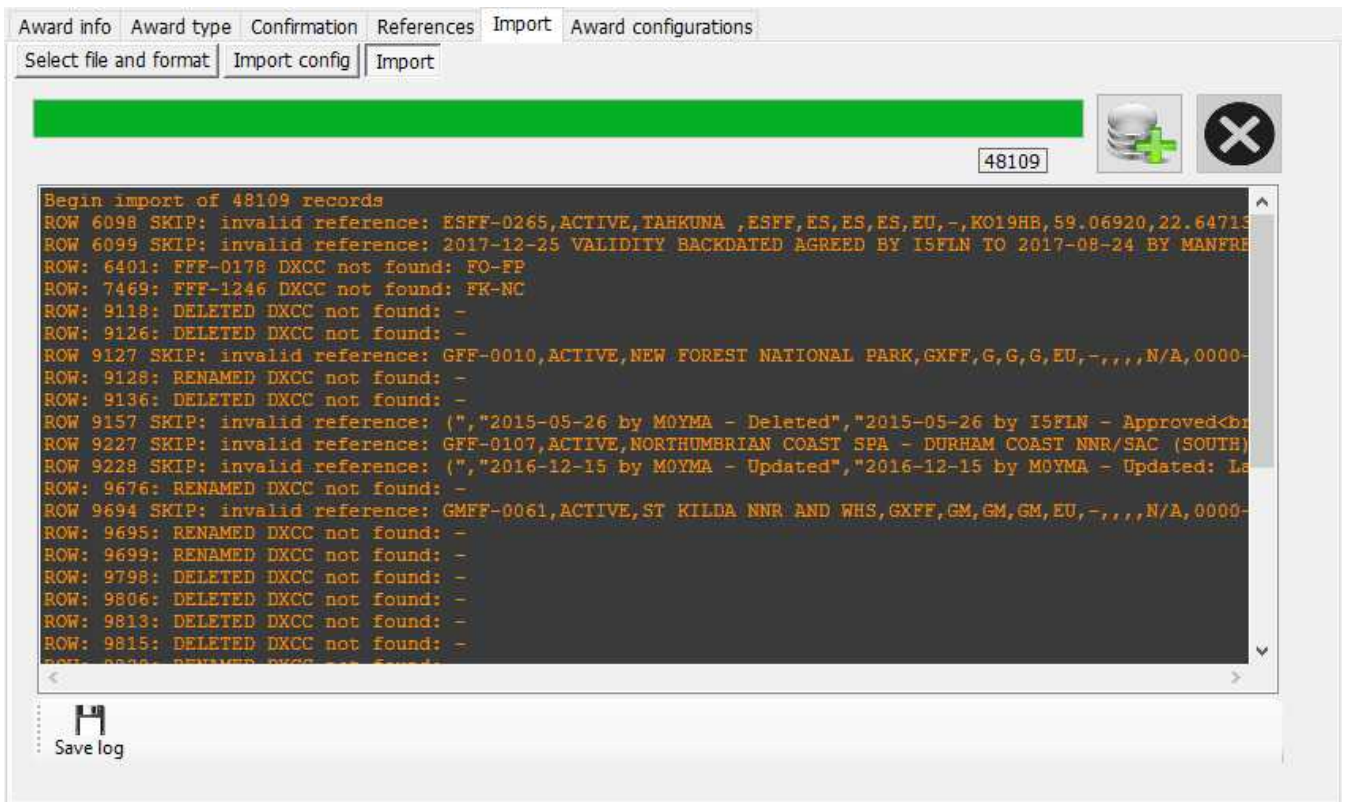 Award info Award type Confirmation References Import Award configurations
Select file and format Import config Import
48109
Begin import of 48109 records
ROW 6098 SKIP: invalid reference: ESFF-0265,ACTIVE,TAHKUNA ,ESFF,ES,ES,ES,EU,-,KO19HB,59.06920,22.64713
ROW 6099 SKIP: invalid reference: 2017-12-25 VALIDITY BACKDATED AGREED BY I5FLN TO 2017-08-24 BY MANFRE
ROW: 6401: FFF-0178 DXCC not found: FO-FP
ROW: 7469: FFF-1246 DXCC not found: FK-NC
ROW: 9118: DELETED DXCC not found: -
ROW: 9126: DELETED DXCC not found: -
ROW 9127 SKIP: invalid reference: GFF-0010,ACTIVE,NEW FOREST NATIONAL PARK,GXFF,G,G,G,EU,-,,,,N/A,0000-
ROW: 9128: RENAMED DXCC not found: -
ROW: 9136: DELETED DXCC not found: -
ROW 9157 SKIP: invalid reference: (","2015-05-26 by M0YMA - Deleted","2015-05-26 by I5FLN - Approved<br
ROW 9227 SKIP: invalid reference: GFF-0107,ACTIVE,NORTHUMBRIAN COAST SPA - DURHAM COAST NNR/SAC (SOUTH)
ROW 9228 SKIP: invalid reference: (","2016-12-15 by M0YMA - Updated","2016-12-15 by M0YMA - Updated: La
ROW: 9676: RENAMED DXCC not found: -
ROW 9694 SKIP: invalid reference: GMFF-0061,ACTIVE,ST KILDA NNR AND WHS,GXFF,GM,GM,GM,EU,-,,,,N/A,0000-
ROW: 9695: RENAMED DXCC not found: -
ROW: 9699: RENAMED DXCC not found: -
ROW: 9798: DELETED DXCC not found: -
ROW: 9806: DELETED DXCC not found: -
ROW: 9813: DELETED DXCC not found: -
ROW: 9815: DELETED DXCC not found: -
Save log